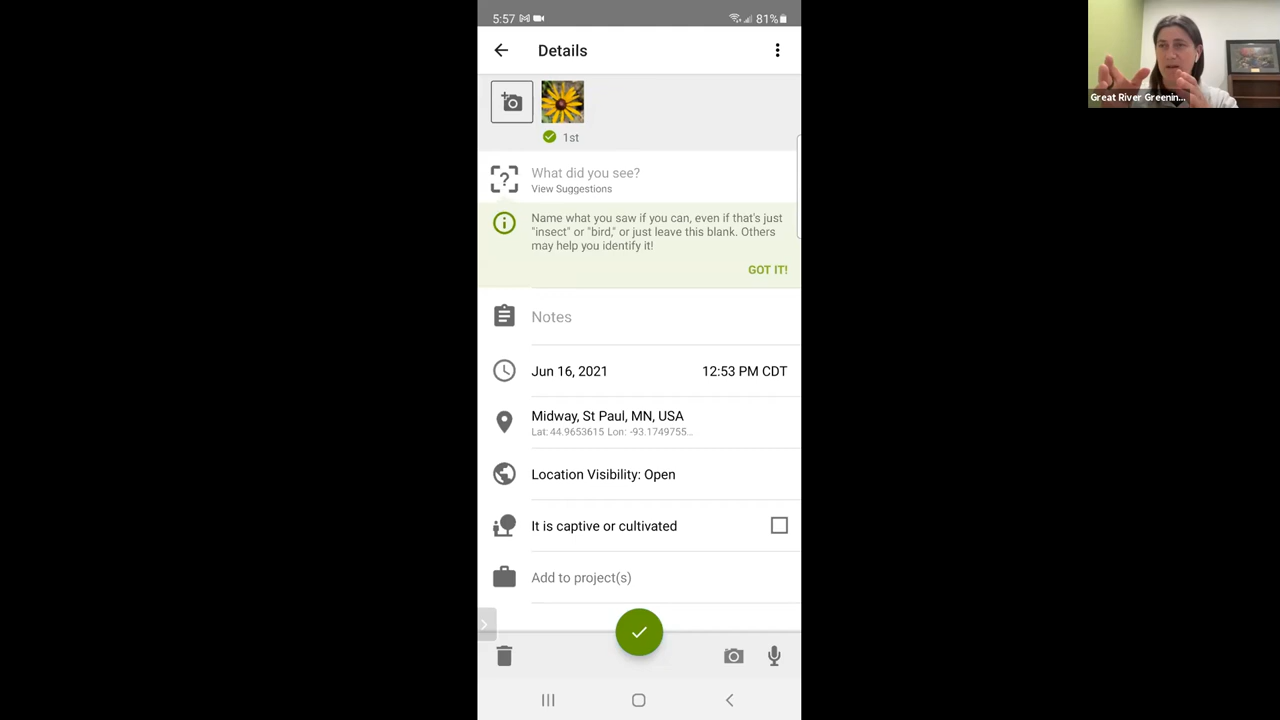 5:57
81%
Details
1st
What did you see?
View Suggestions
Name what you saw if you can, even if that's just
"insect" or "bird," or just leave this blank. Others
may help you identify it!
GOT IT!
Notes
Jun 16, 2021 12:53 PM CDT
Midway, St Paul, MN, USA
Lat: 44.9653615 Lon: -93.1749755...
Location Visibility: Open
It is captive or cultivated
Add to project(s)
Great River Greenin...